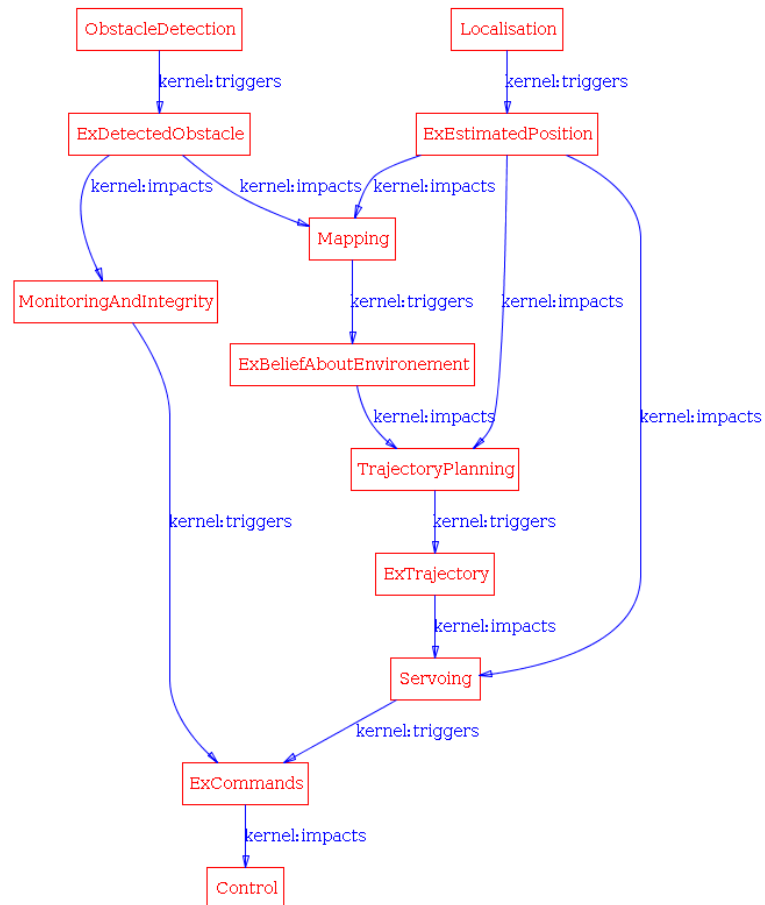 ObstacleDetection
Localisation
kernel:triggers
kernel:triggers
ExDetectedObstacle
ExEstimatedPosition
kernel:impacts
kernel:impacts
kernel:impacts
Mapping
MonitoringAndIntegrity
kernel:triggers
kernel:impacts
ExBeliefAboutEnvironement
kernel:impacts
kernel:impacts
TrajectoryPlanning
kernel:triggers
kernel:triggers
ExTrajectory
kernel:impacts
Servoing
kernel:triggers
ExCommands
kernel:impacts
Control